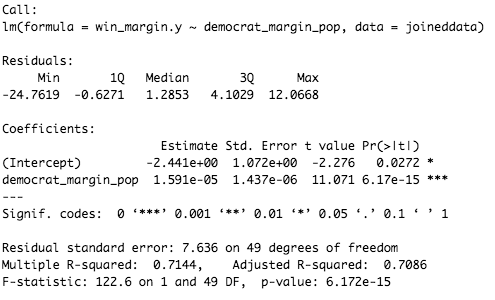 Call:
lm(formula = win_margin.y ~ democrat_margin_pop, data = joineddata)
Residuals:
Min 1Q Median 3Q Max
-24.7619 -0.6271 1.2853 4.1029 12.0668
Coefficients:
Estimate Std. Error t value Pr(>|t|)
(Intercept) -2.441e+00 1.072e+00 -2.276 0.0272 *
democrat_margin_pop 1.591e-05 1.437e-06 11.071 6.17e-15 ***
---
Signif. codes: 0 ‘***’ 0.001 ‘**’ 0.01 ‘*’ 0.05 ‘.’ 0.1 ‘ ’ 1
Residual standard error: 7.636 on 49 degrees of freedom
Multiple R-squared: 0.7144, Adjusted R-squared: 0.7086
F-statistic: 122.6 on 1 and 49 DF, p-value: 6.172e-15